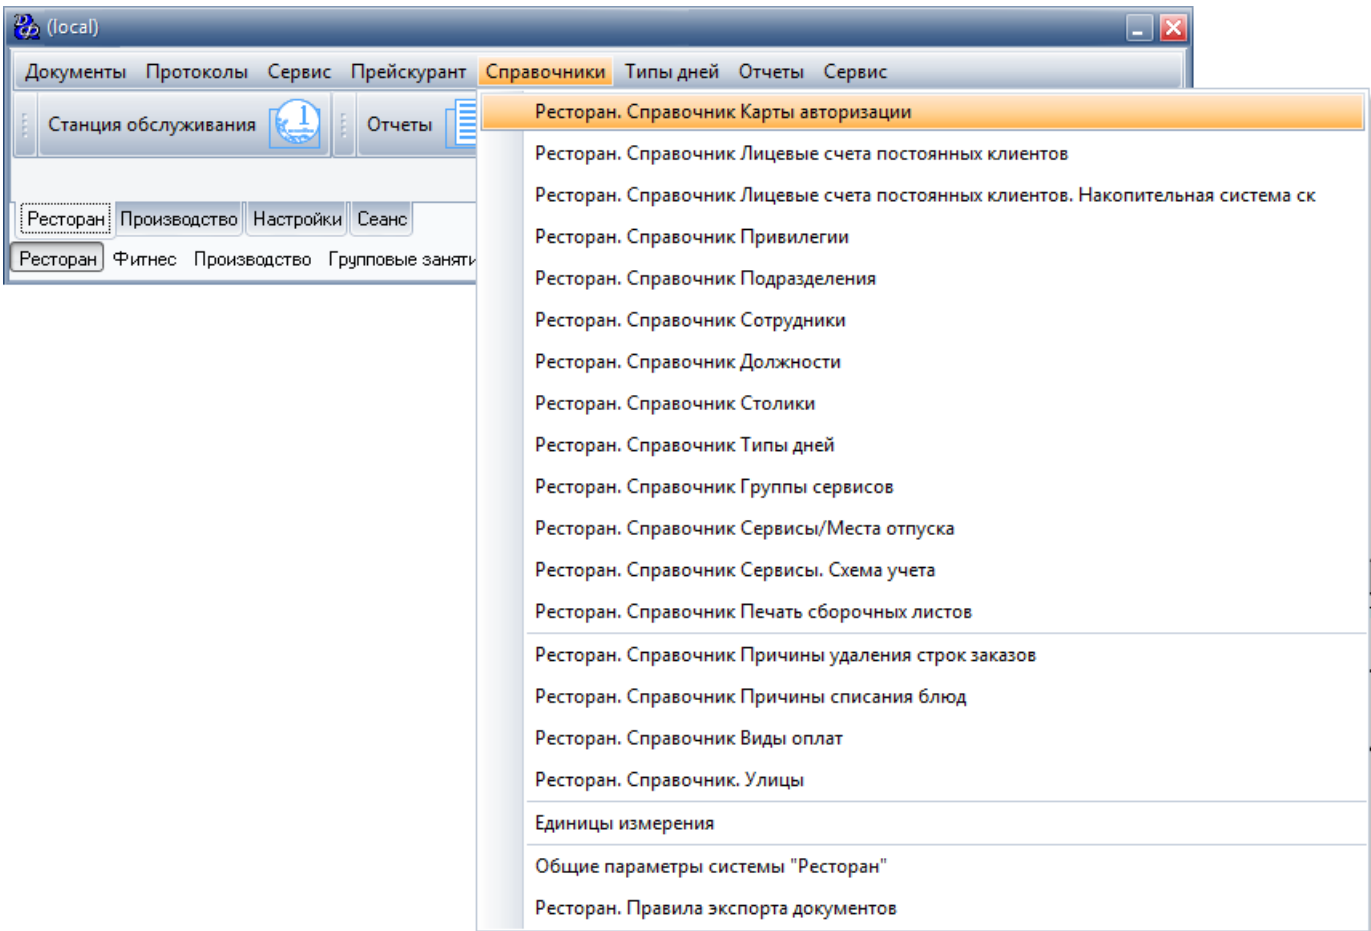 (local)
Документы Протоколы Сервис Прейскурант Справочники Типы дней Отчеты Сервис
Станция обслуживания 1 Отчеты
Ресторан Производство Настройки Сеанс
Ресторан Фитнес Производство Групповые заняти
Ресторан. Справочник Карты авторизации
Ресторан. Справочник Лицевые счета постоянных клиентов
Ресторан. Справочник Лицевые счета постоянных клиентов. Накопительная система ск
Ресторан. Справочник Привилегии
Ресторан. Справочник Подразделения
Ресторан. Справочник Сотрудники
Ресторан. Справочник Должности
Ресторан. Справочник Столики
Ресторан. Справочник Типы дней
Ресторан. Справочник Группы сервисов
Ресторан. Справочник Сервисы/Места отпуска
Ресторан. Справочник Сервисы. Схема учета
Ресторан. Справочник Печать сборочных листов
Ресторан. Справочник Причины удаления строк заказов
Ресторан. Справочник Причины списания блюд
Ресторан. Справочник Виды оплат
Ресторан. Справочник. Улицы
Единицы измерения
Общие параметры системы "Ресторан"
Ресторан. Правила экспорта документов